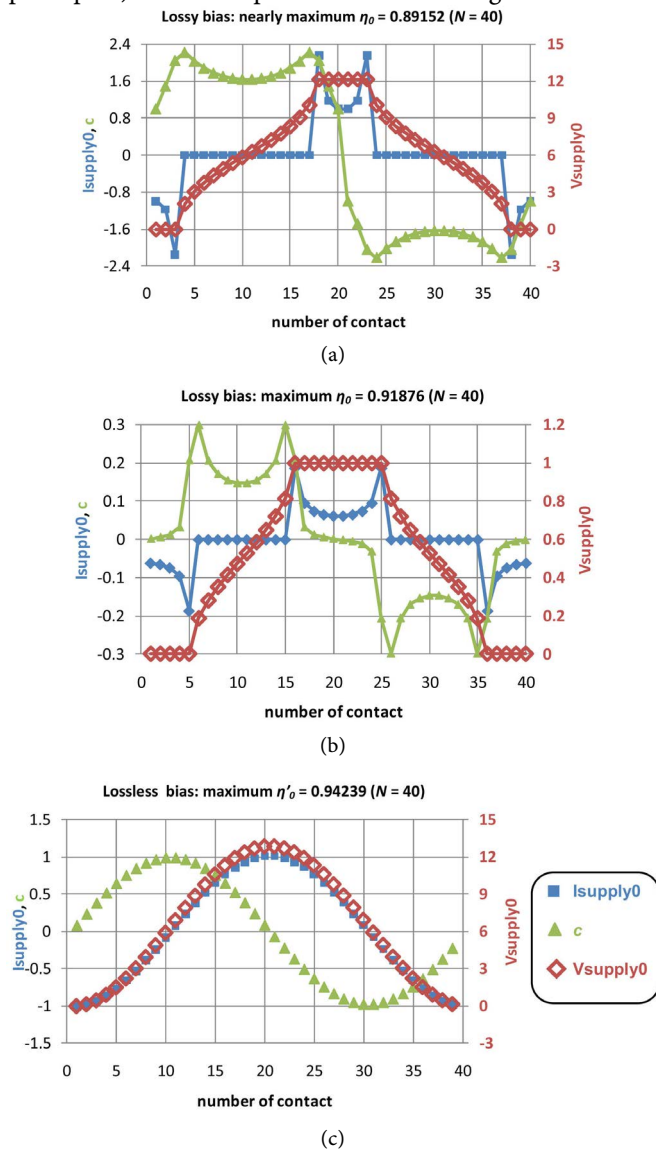 Lossy bias: nearly maximum η0 = 0.89152 (N = 40)
2.4
1.6
0.8
0
-0.8
-1.6
-2.4
15
12
9
6
3
0
-3
Isupply0, c
Vsupply0
0 5 10 15 20 25 30 35 40
number of contact
(a)
Lossy bias: maximum η0 = 0.91876 (N = 40)
0.3
0.2
0.1
0
-0.1
-0.2
-0.3
1.2
1
0.8
0.6
0.4
0.2
0
Isupply0, c
Vsupply0
0 5 10 15 20 25 30 35 40
number of contact
(b)
Lossless bias: maximum η'0 = 0.94239 (N = 40)
1.5
1
0.5
0
-0.5
-1
-1.5
15
12
9
6
3
0
-3
Isupply0, c
Vsupply0
0 5 10 15 20 25 30 35 40
number of contact
Isupply0
c
Vsupply0
(c)